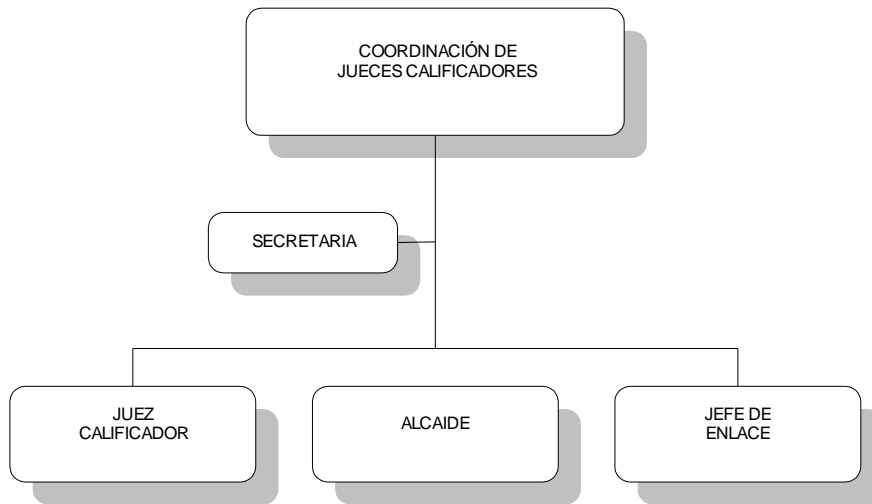 COORDINACIÓN DE
JUECES CALIFICADORES
SECRETARIA
JUEZ
CALIFICADOR
ALCAIDE
JEFE DE
ENLACE